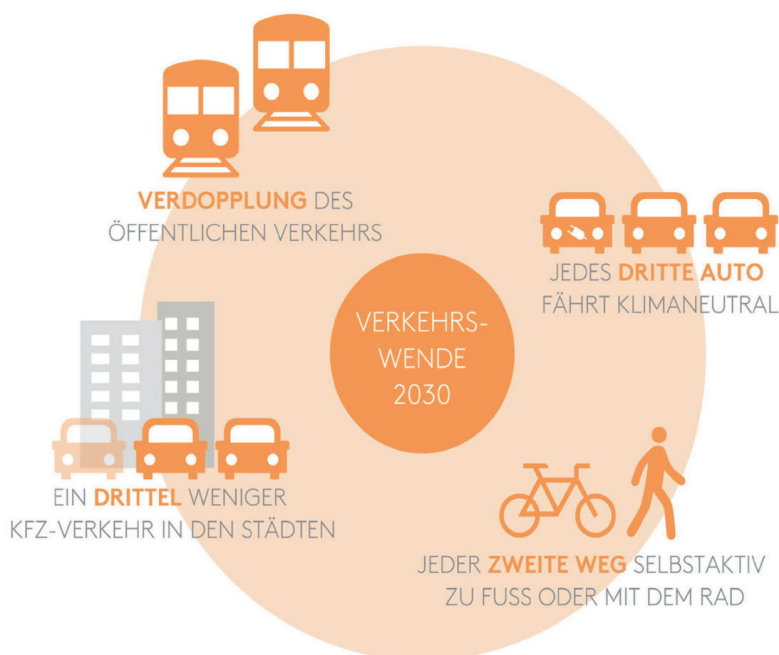 VERDOPPLUNG DES
ÖFFENTLICHEN VERKEHRS
JEDES DRITTE AUTO
FÄHRT KLIMANEUTRAL
VERKEHRS-
WENDE
2030
EIN DRITTEL WENIGER
KFZ-VERKEHR IN DEN STÄDTEN
JEDER ZWEITE WEG SELBSTAKTIV
ZU FUSS ODER MIT DEM RAD